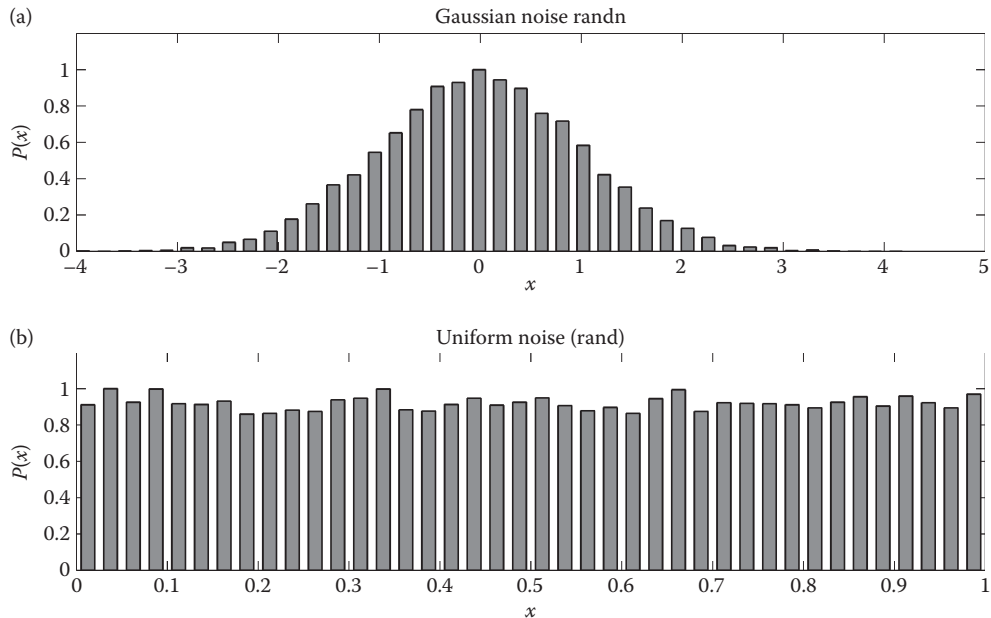 (a)
Gaussian noise randn
1
0.8
0.6
0.4
0.2
0
P(x)
−4 −3 −2 −1 0 1 2 3 4 5
x
(b)
Uniform noise (rand)
1
0.8
0.6
0.4
0.2
0
P(x)
0 0.1 0.2 0.3 0.4 0.5 0.6 0.7 0.8 0.9 1
x